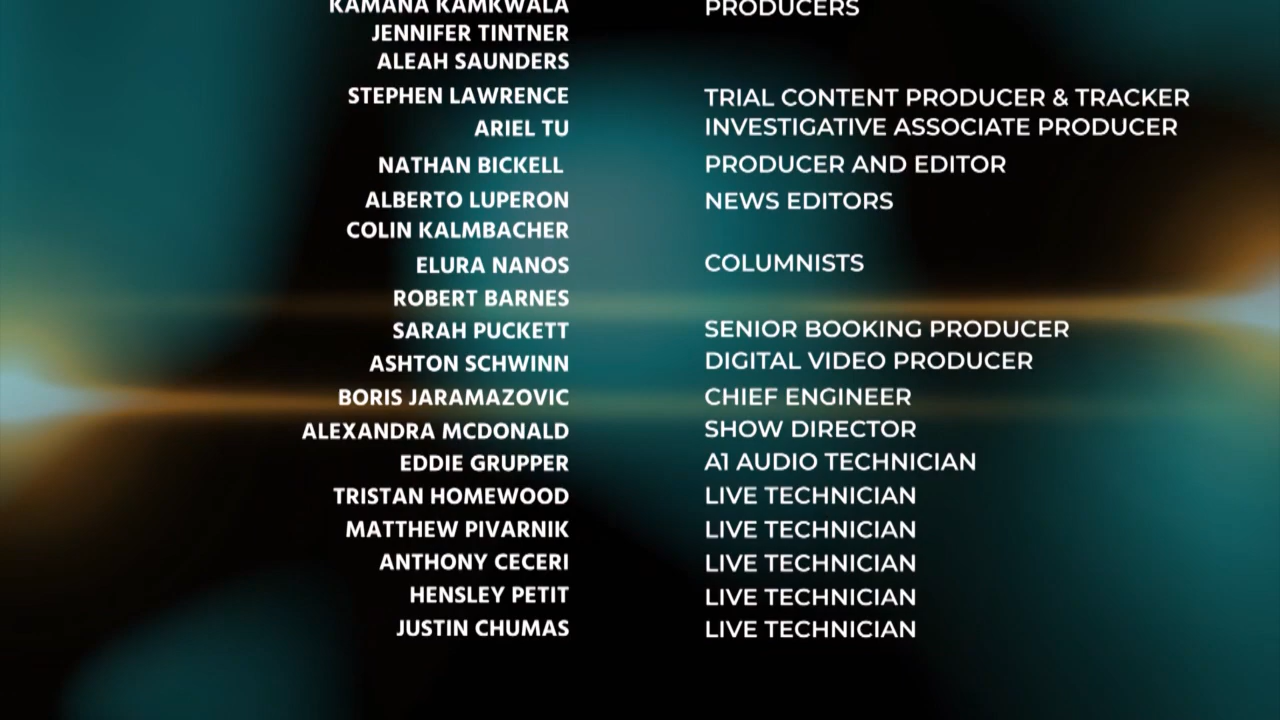 KAMANA KAMKWALA PRODUCERS
JENNIFER TINTNER
ALEAH SAUNDERS
STEPHEN LAWRENCE TRIAL CONTENT PRODUCER & TRACKER
ARIEL TU INVESTIGATIVE ASSOCIATE PRODUCER
NATHAN BICKELL PRODUCER AND EDITOR
ALBERTO LUPERON NEWS EDITORS
COLIN KALMBACHER
ELURA NANOS COLUMNISTS
ROBERT BARNES
SARAH PUCKETT SENIOR BOOKING PRODUCER
ASHTON SCHWINN DIGITAL VIDEO PRODUCER
BORIS JARAMAZOVIC CHIEF ENGINEER
ALEXANDRA MCDONALD SHOW DIRECTOR
EDDIE GRUPPER A1 AUDIO TECHNICIAN
TRISTAN HOMEWOOD LIVE TECHNICIAN
MATTHEW PIVARNIK LIVE TECHNICIAN
ANTHONY CECERI LIVE TECHNICIAN
HENSLEY PETIT LIVE TECHNICIAN
JUSTIN CHUMAS LIVE TECHNICIAN